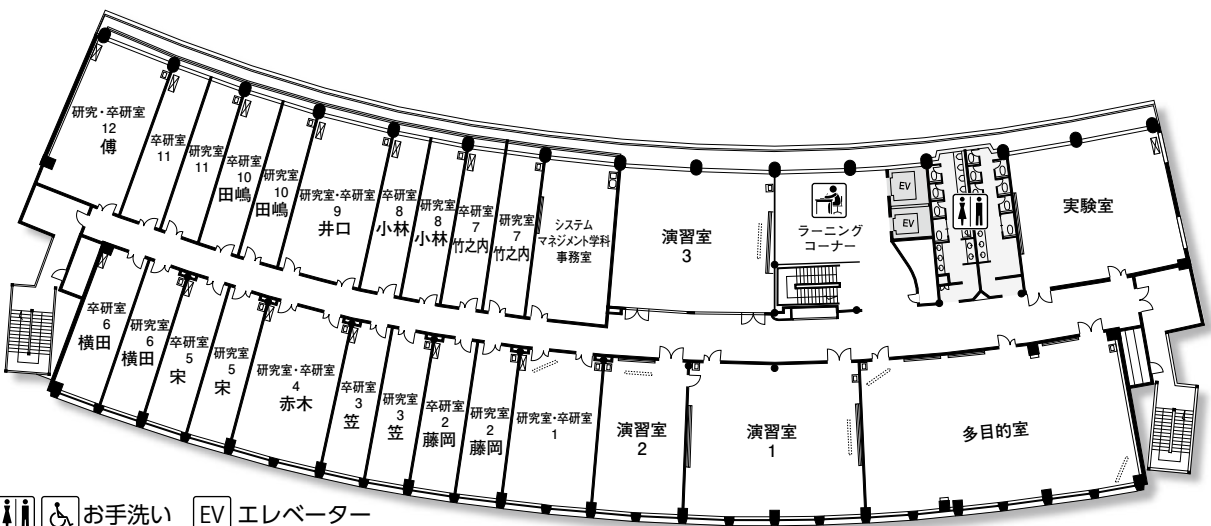 研究・卒研室
12
傅
卒研室
11
研究室
11
卒研室
10
田嶋
研究室
10
田嶋
研究室・卒研室
9
井口
卒研室
8
小林
研究室
8
小林
卒研室
7
竹之内
研究室
7
竹之内
システム
マネジメント学科
事務室
演習室
3
ラーニング
コーナー
EV
EV
実験室
卒研室
6
横田
研究室
6
横田
卒研室
5
宋
研究室
5
宋
研究室・卒研室
4
赤木
卒研室
3
笠
研究室
3
笠
卒研室
2
藤岡
研究室
2
藤岡
研究室・卒研室
1
演習室
2
演習室
1
多目的室
お手洗い EV エレベーター